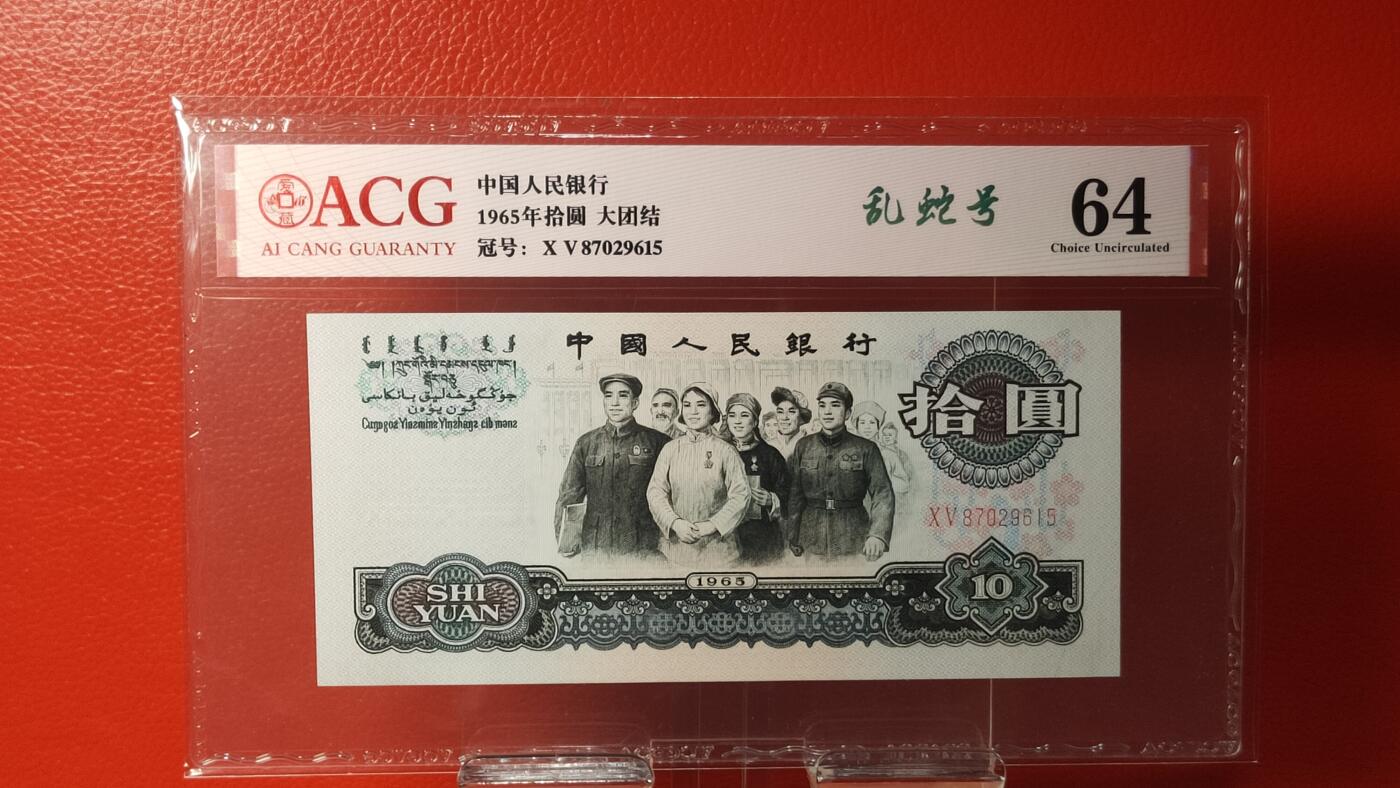 ACG
AI CANG GUARANTY
中国人民银行
1965年拾圆 大团结
冠号: X V 87029615
乱蛇号
64
Choice Uncirculated
中國人民銀行
拾圓
XV 87029615
SHI
YUAN
1965
10